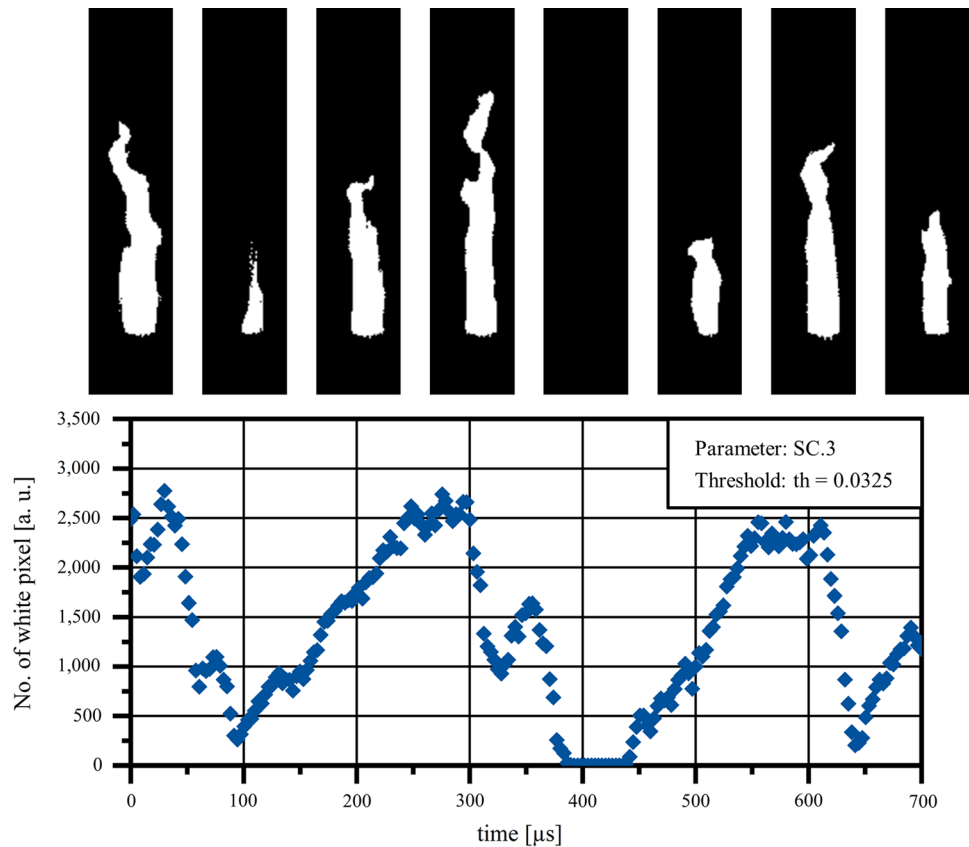 3,500
3,000
2,500
2,000
1,500
1,000
500
0
No. of white pixel [a. u.]
Parameter: SC.3
Threshold: th = 0.0325
0 100 200 300 400 500 600 700
time [µs]